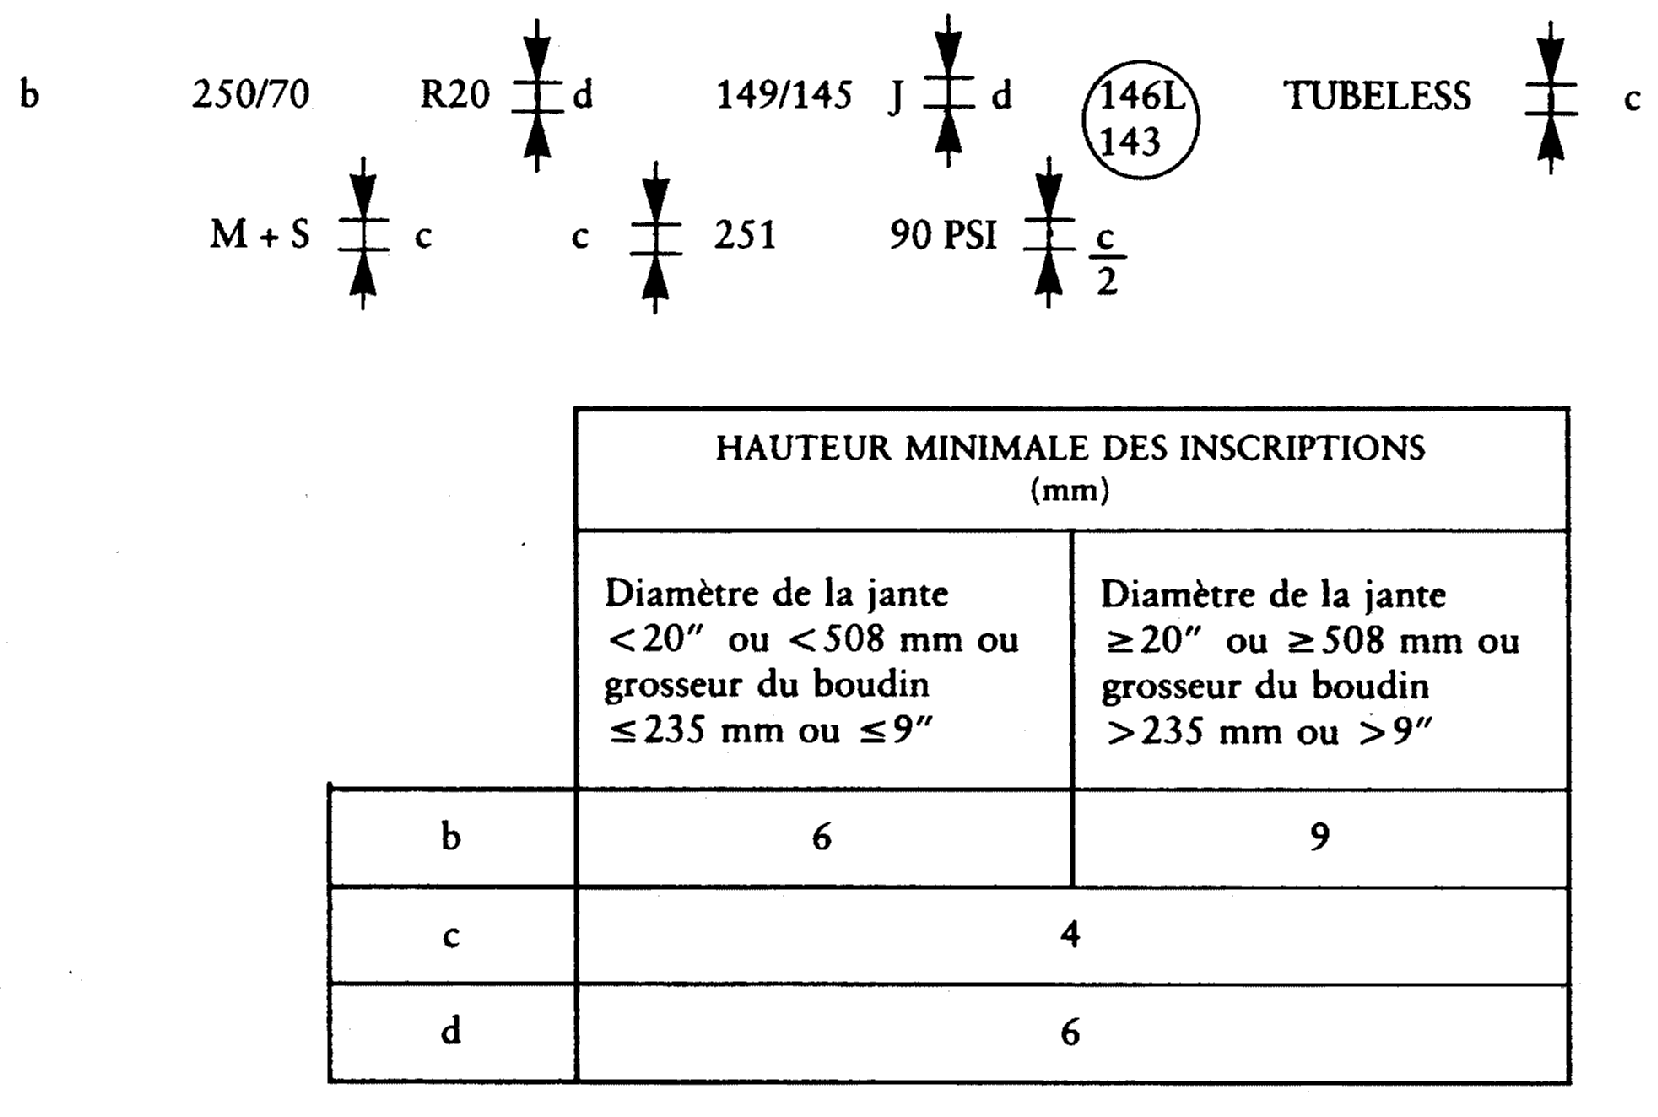 b 250/70 R20 d 149/145 J d 146L TUBELESS c
143
M + S c c 251 90 PSI c
2
HAUTEUR MINIMALE DES INSCRIPTIONS
(mm)
Diamètre de la jante
<20″ ou <508 mm ou
grosseur du boudin
≤235 mm ou ≤9″
Diamètre de la jante
≥20″ ou ≥508 mm ou
grosseur du boudin
>235 mm ou >9″
b 6 9
c 4
d 6